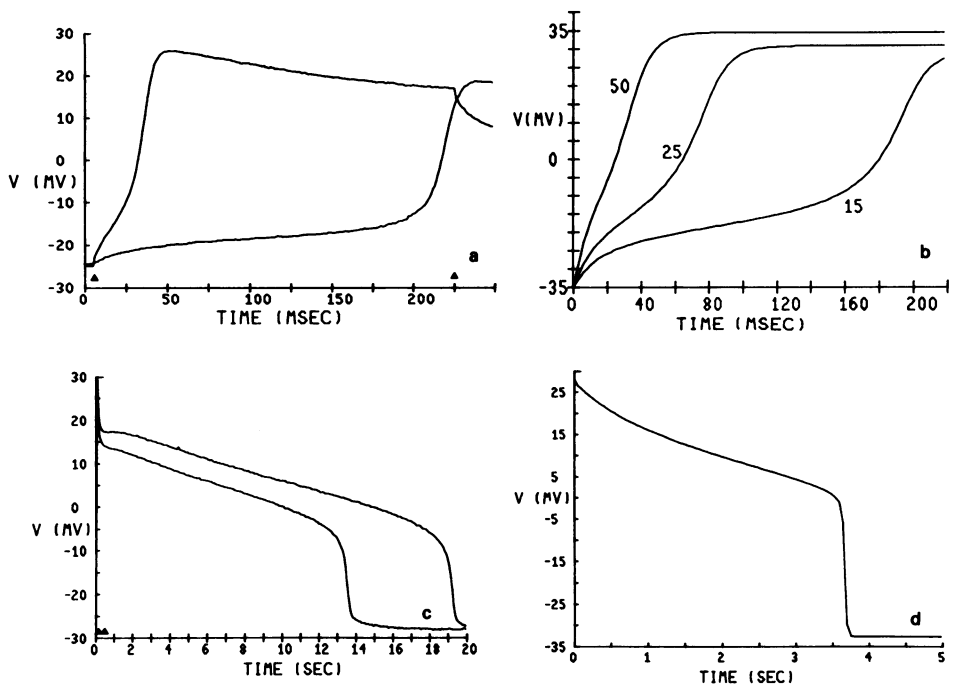 30
20
10
0
V (MV)
-10
-20
a
-30
0 50 100 150 200
TIME (MSEC)
35
50
V(MV)
25
0
15
b
-35
0 40 80 120 160 200
TIME (MSEC)
30
20
10
0
V (MV)
-10
-20
c
-30
0 2 4 6 8 10 12 14 16 18 20
TIME (SEC)
25
15
5
V (MV)
-5
-15
-25
d
-35
0 1 2 3 4 5
TIME (SEC)